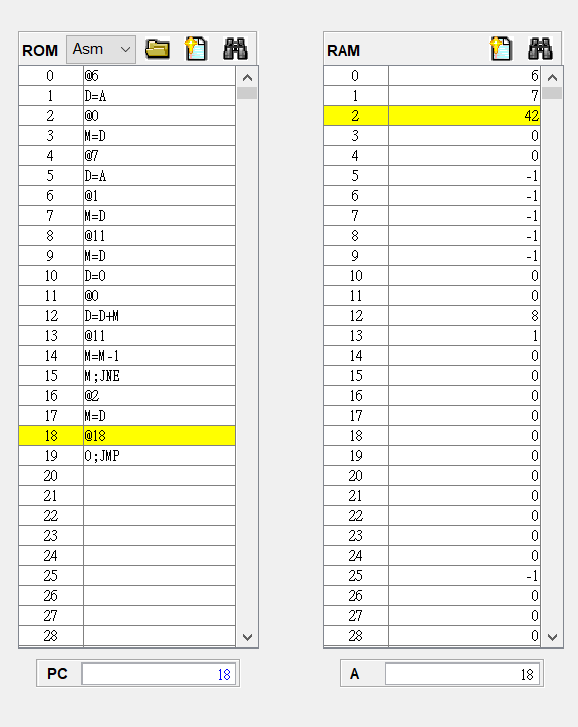 ROM Asm RAM
0 @6 0 6
1 D=A 1 7
2 @0 2 42
3 M=D 3 0
4 @7 4 0
5 D=A 5 -1
6 @1 6 -1
7 M=D 7 -1
8 @11 8 -1
9 M=D 9 -1
10 D=0 10 0
11 @0 11 0
12 D=D+M 12 8
13 @11 13 1
14 M=M-1 14 0
15 M;JNE 15 0
16 @2 16 0
17 M=D 17 0
18 @18 18 0
19 0;JMP 19 0
20 20 0
21 21 0
22 22 0
23 23 0
24 24 0
25 25 -1
26 26 0
27 27 0
28 28 0
PC 18 A 18